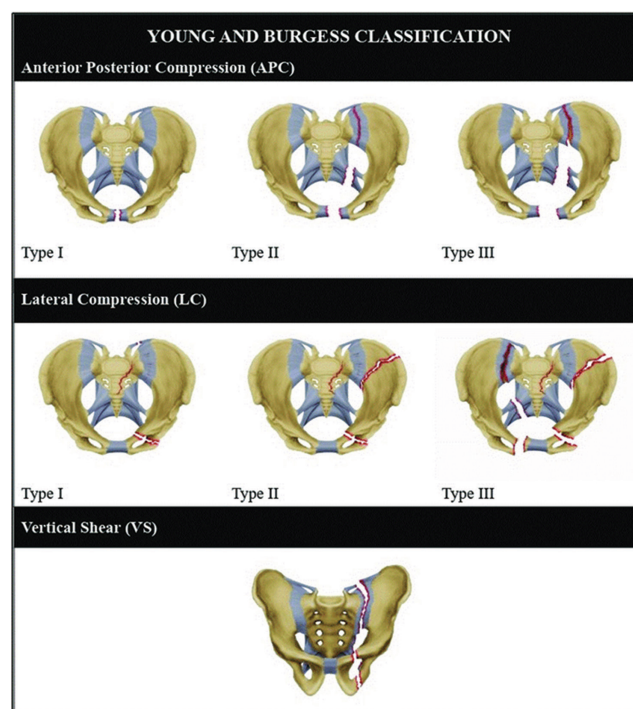 YOUNG AND BURGESS CLASSIFICATION
Anterior Posterior Compression (APC)
Type I
Type II
Type III
Lateral Compression (LC)
Type I
Type II
Type III
Vertical Shear (VS)